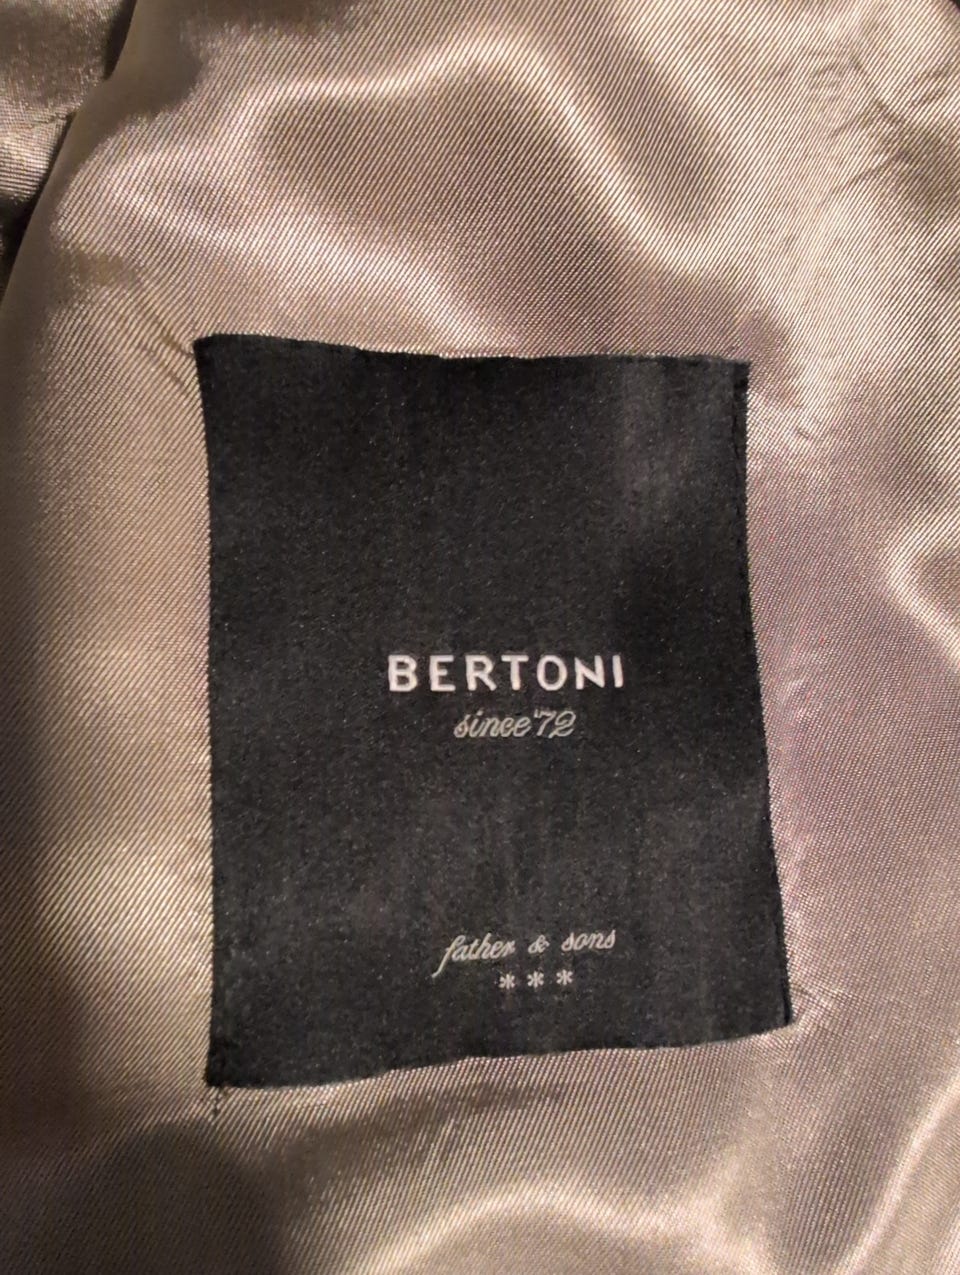 BERTONI
since '72
father & sons
***